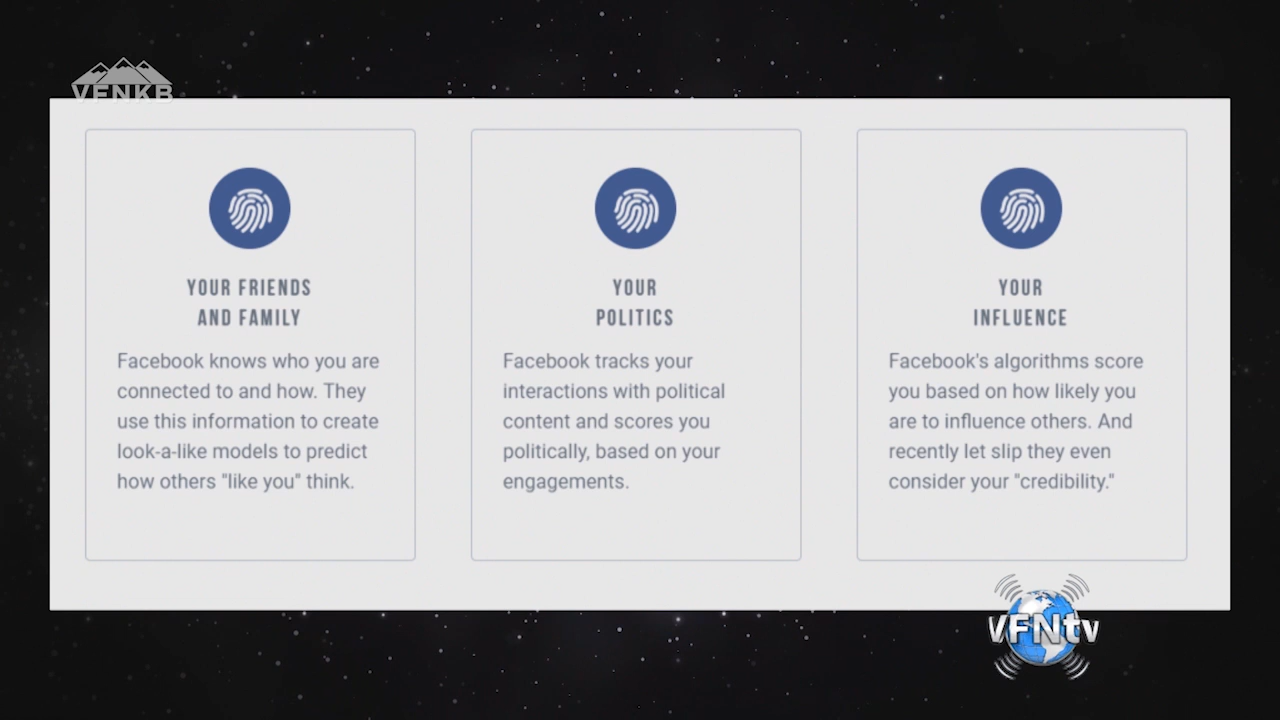 VFNKB
YOUR FRIENDS
AND FAMILY
Facebook knows who you are
connected to and how. They
use this information to create
look-a-like models to predict
how others "like you" think.
YOUR
POLITICS
Facebook tracks your
interactions with political
content and scores you
politically, based on your
engagements.
YOUR
INFLUENCE
Facebook's algorithms score
you based on how likely you
are to influence others. And
recently let slip they even
consider your "credibility."
VFNtv